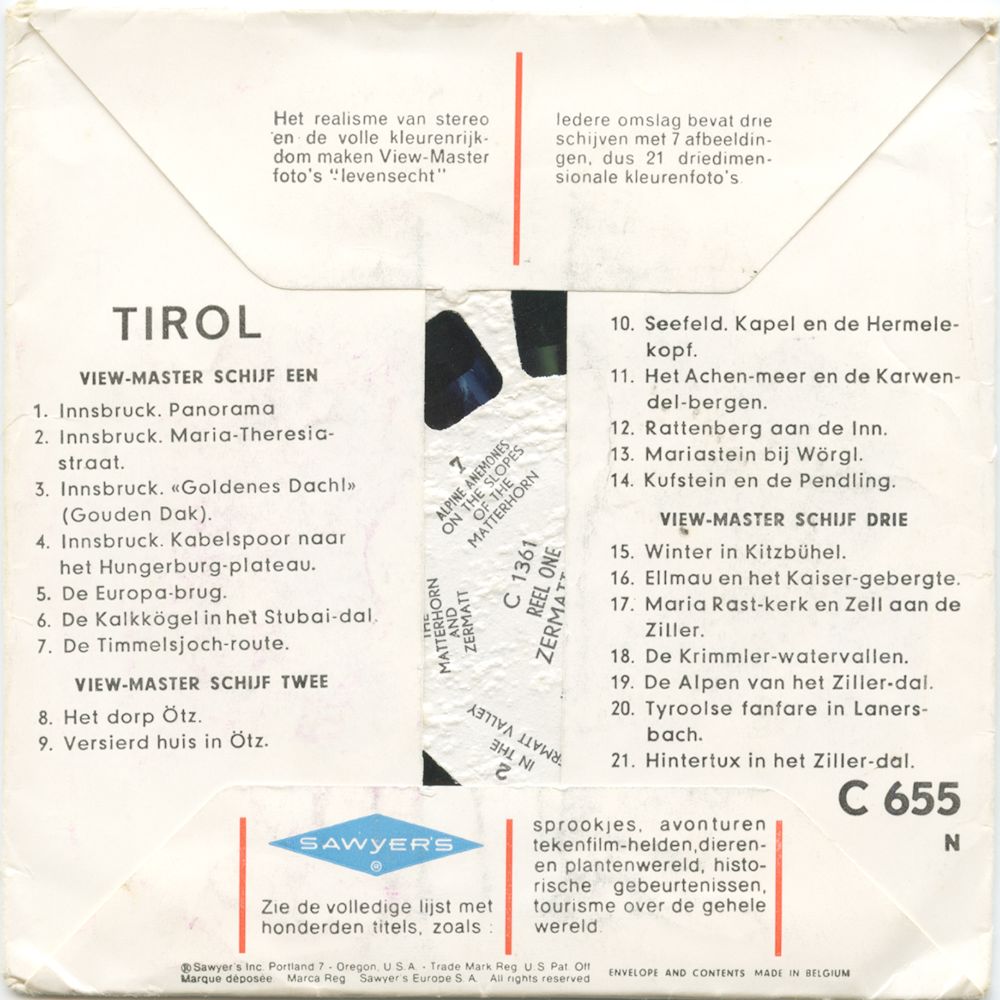 Het realisme van stereo
en de volle kleurenrijk-
dom maken View-Master
foto's "levensecht"
Iedere omslag bevat drie
schijven met 7 afbeeldin-
gen, dus 21 driedimen-
sionale kleurenfoto's.
TIROL
VIEW-MASTER SCHIJF EEN
1. Innsbruck. Panorama
2. Innsbruck. Maria-Theresia-
straat.
3. Innsbruck. «Goldenes Dachl»
(Gouden Dak).
4. Innsbruck. Kabelspoor naar
het Hungerburg-plateau.
5. De Europa-brug.
6. De Kalkkögel in het Stubai-dal.
7. De Timmelsjoch-route.
VIEW-MASTER SCHIJF TWEE
8. Het dorp Ötz.
9. Versierd huis in Ötz.
7
ALPINE ANEMONES
ON THE SLOPES
OF THE
MATTERHORN
C 1361
REEL ONE
ZERMATT
THE
MATTERHORN
AND
ZERMATT
2
IN THE
ERMATT VALLEY
10. Seefeld. Kapel en de Hermele-
kopf.
11. Het Achen-meer en de Karwen-
del-bergen.
12. Rattenberg aan de Inn.
13. Mariastein bij Wörgl.
14. Kufstein en de Pendling.
VIEW-MASTER SCHIJF DRIE
15. Winter in Kitzbühel.
16. Ellmau en het Kaiser-gebergte.
17. Maria Rast-kerk en Zell aan de
Ziller.
18. De Krimmler-watervallen.
19. De Alpen van het Ziller-dal.
20. Tyroolse fanfare in Laners-
bach.
21. Hintertux in het Ziller-dal.
C 655
N
SAWYER'S
®
Zie de volledige lijst met
honderden titels, zoals :
sprookjes, avonturen
tekenfilm-helden, dieren-
en plantenwereld, histo-
rische gebeurtenissen,
tourisme over de gehele
wereld.
® Sawyer's Inc. Portland 7 - Oregon, U.S.A. - Trade Mark Reg. U.S Pat. Off
Marque déposée Marca Reg. Sawyer's Europe S.A. All rights reserved
ENVELOPE AND CONTENTS MADE IN BELGIUM